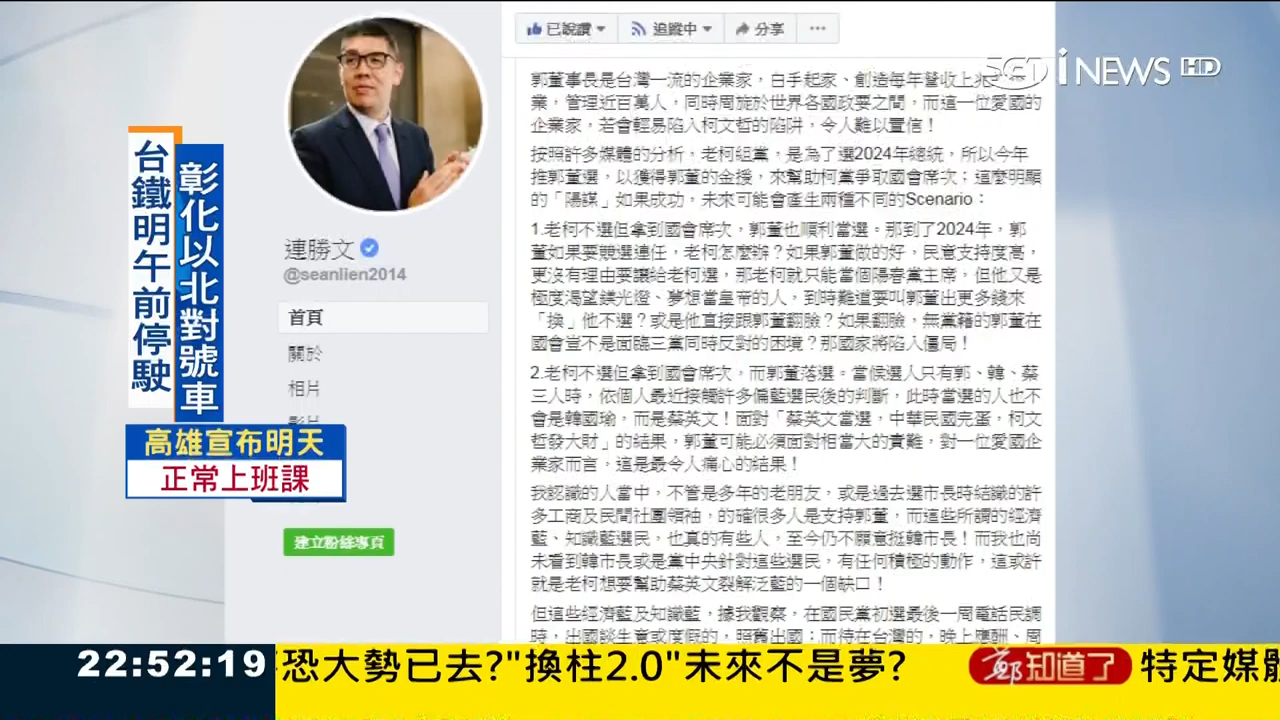 已說讚
追蹤中
分享
iNEWS HD
郭董事長是台灣一流的企業家，白手起家、創造每年營收上兆
業，管理近百萬人，同時周旋於世界各國政要之間，而這一位愛國的
企業家，若會輕易陷入柯文哲的陷阱，令人難以置信！
按照許多媒體的分析，老柯組黨，是為了選2024年總統，所以今年
推郭董選，以獲得郭董的金援，來幫助柯黨爭取國會席次；這麼明顯
的「陽謀」如果成功，未來可能會產生兩種不同的Scenario：
1.老柯不選但拿到國會席次，郭董也順利當選。那到了2024年，郭
董如果要競選連任，老柯怎麼辦？如果郭董做的好，民意支持度高，
更沒有理由要讓給老柯選，那老柯就只能當個陽春黨主席，但他又是
極度渴望鎂光燈、夢想當皇帝的人，到時難道要叫郭董出更多錢來
「換」他不選？或是他直接跟郭董翻臉？如果翻臉，無黨籍的郭董在
國會豈不是面臨三黨同時反對的困境？那國家將陷入僵局！
2.老柯不選但拿到國會席次，而郭董落選。當候選人只有郭、韓、蔡
三人時，依個人最近接觸許多偏藍選民後的判斷，此時當選的人也不
會是韓國瑜，而是蔡英文！面對「蔡英文當選，中華民國完蛋，柯文
哲發大財」的結果，郭董可能必須面對相當大的責難，對一位愛國企
業家而言，這是最令人痛心的結果！
我認識的人當中，不管是多年的老朋友，或是過去選市長時結識的許
多工商及民間社團領袖，的確很多人是支持郭董，而這些所謂的經濟
藍、知識藍選民，也真的有些人，至今仍不願意挺韓市長！而我也尚
未看到韓市長或是黨中央針對這些選民，有任何積極的動作，這或許
就是老柯想要幫助蔡英文裂解泛藍的一個缺口！
但這些經濟藍及知識藍，據我觀察，在國民黨初選最後一周電話民調
時，出國談生意或度假的，照舊出國；而待在台灣的，晚上應酬、周
連勝文
@seanlien2014
首頁
關於
相片
建立粉絲專頁
台鐵明午前停駛
彰化以北對號車
高雄宣布明天
正常上班課
22:52:19
恐大勢已去?"換柱2.0"未來不是夢?
鄭知道了
特定媒體